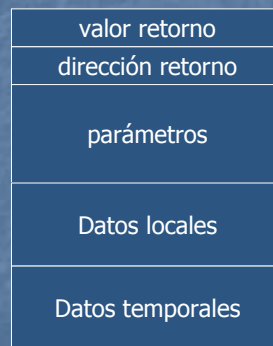 valor retorno
dirección retorno
parámetros
Datos locales
Datos temporales